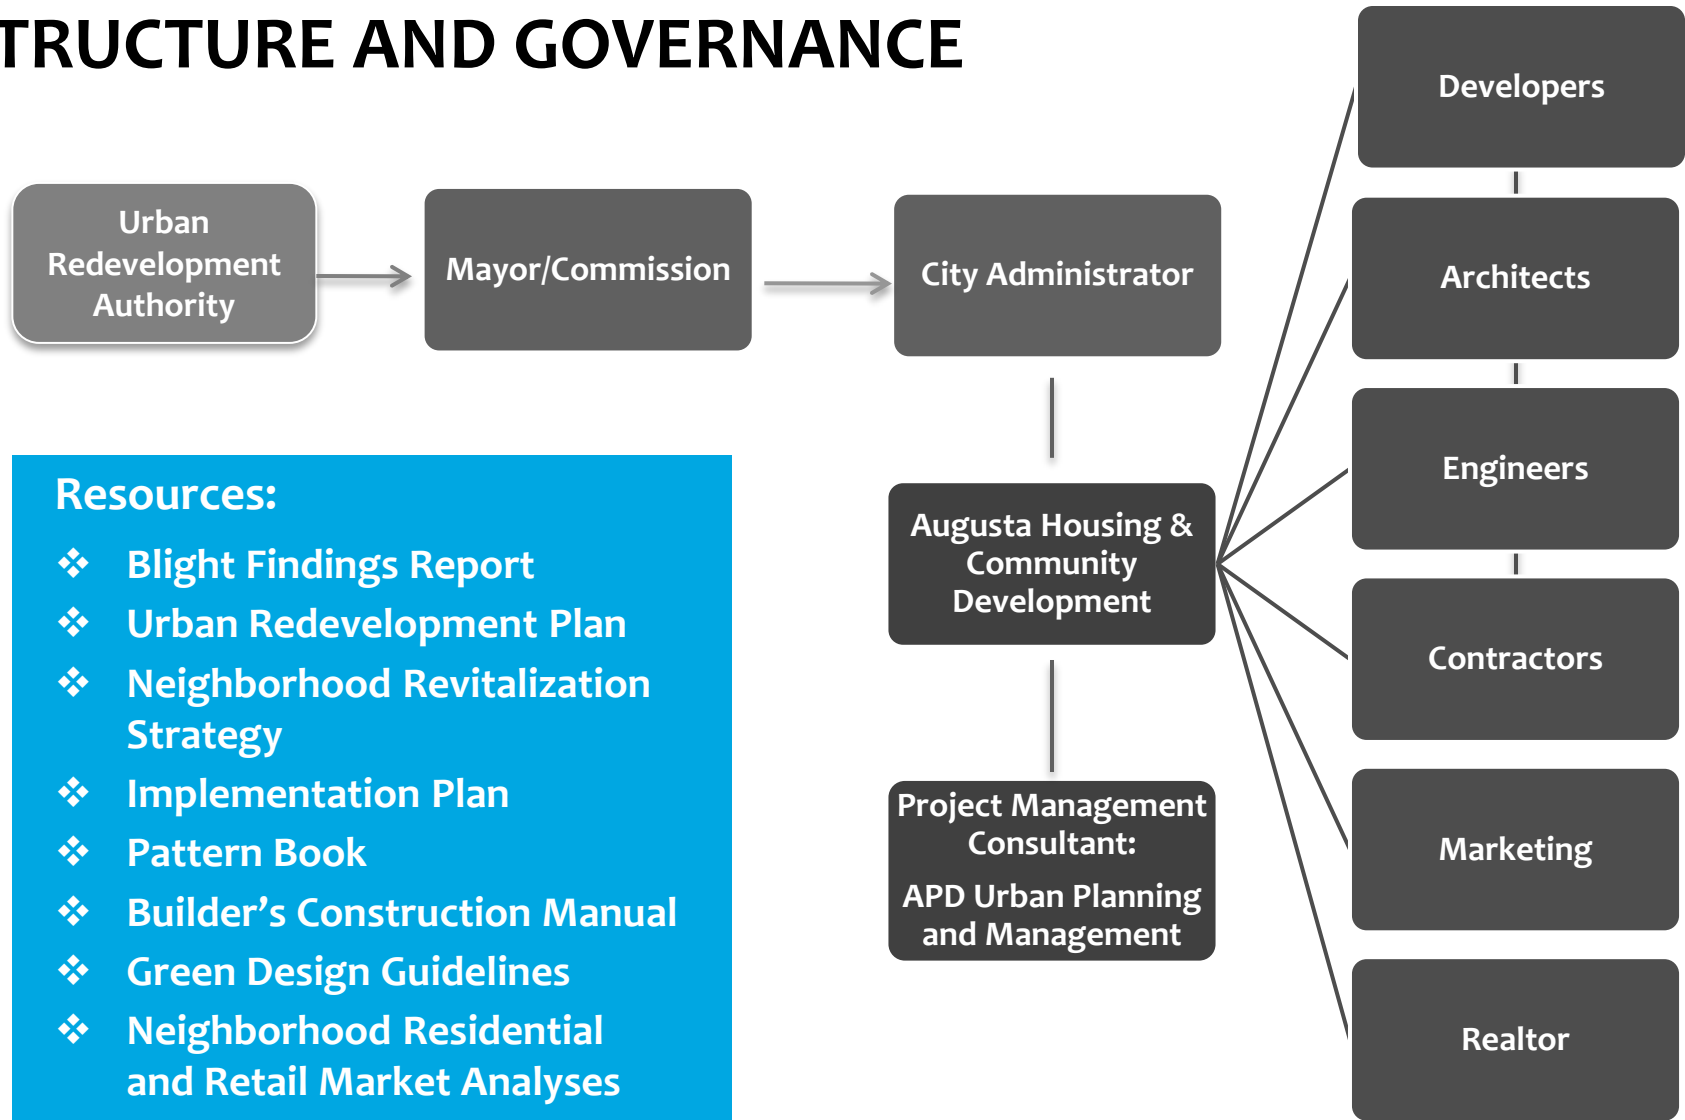 TRUCTURE AND GOVERNANCE
Urban
Redevelopment
Authority
Mayor/Commission
City Administrator
Augusta Housing &
Community
Development
Project Management
Consultant:
APD Urban Planning
and Management
Developers
Architects
Engineers
Contractors
Marketing
Realtor
Resources:
❖ Blight Findings Report
❖ Urban Redevelopment Plan
❖ Neighborhood Revitalization
Strategy
❖ Implementation Plan
❖ Pattern Book
❖ Builder’s Construction Manual
❖ Green Design Guidelines
❖ Neighborhood Residential
and Retail Market Analyses